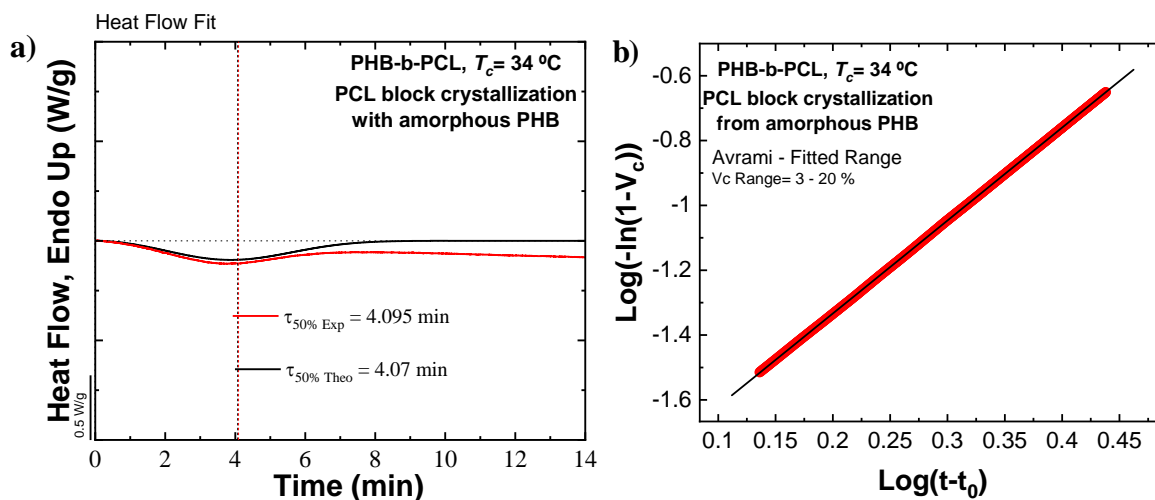 Heat Flow Fit
a)
PHB-b-PCL, Tc= 34 ºC
PCL block crystallization
with amorphous PHB
Heat Flow, Endo Up (W/g)
0.5 W/g
τ50% Exp = 4.095 min
τ50% Theo = 4.07 min
0 2 4 6 8 10 12 14
Time (min)
b)
PHB-b-PCL, Tc= 34 ºC
PCL block crystallization
from amorphous PHB
Avrami - Fitted Range
Vc Range= 3 - 20 %
Log(-ln(1-Vc))
-0.6
-0.8
-1
-1.2
-1.4
-1.6
0.1 0.15 0.2 0.25 0.3 0.35 0.4 0.45
Log(t-t0)